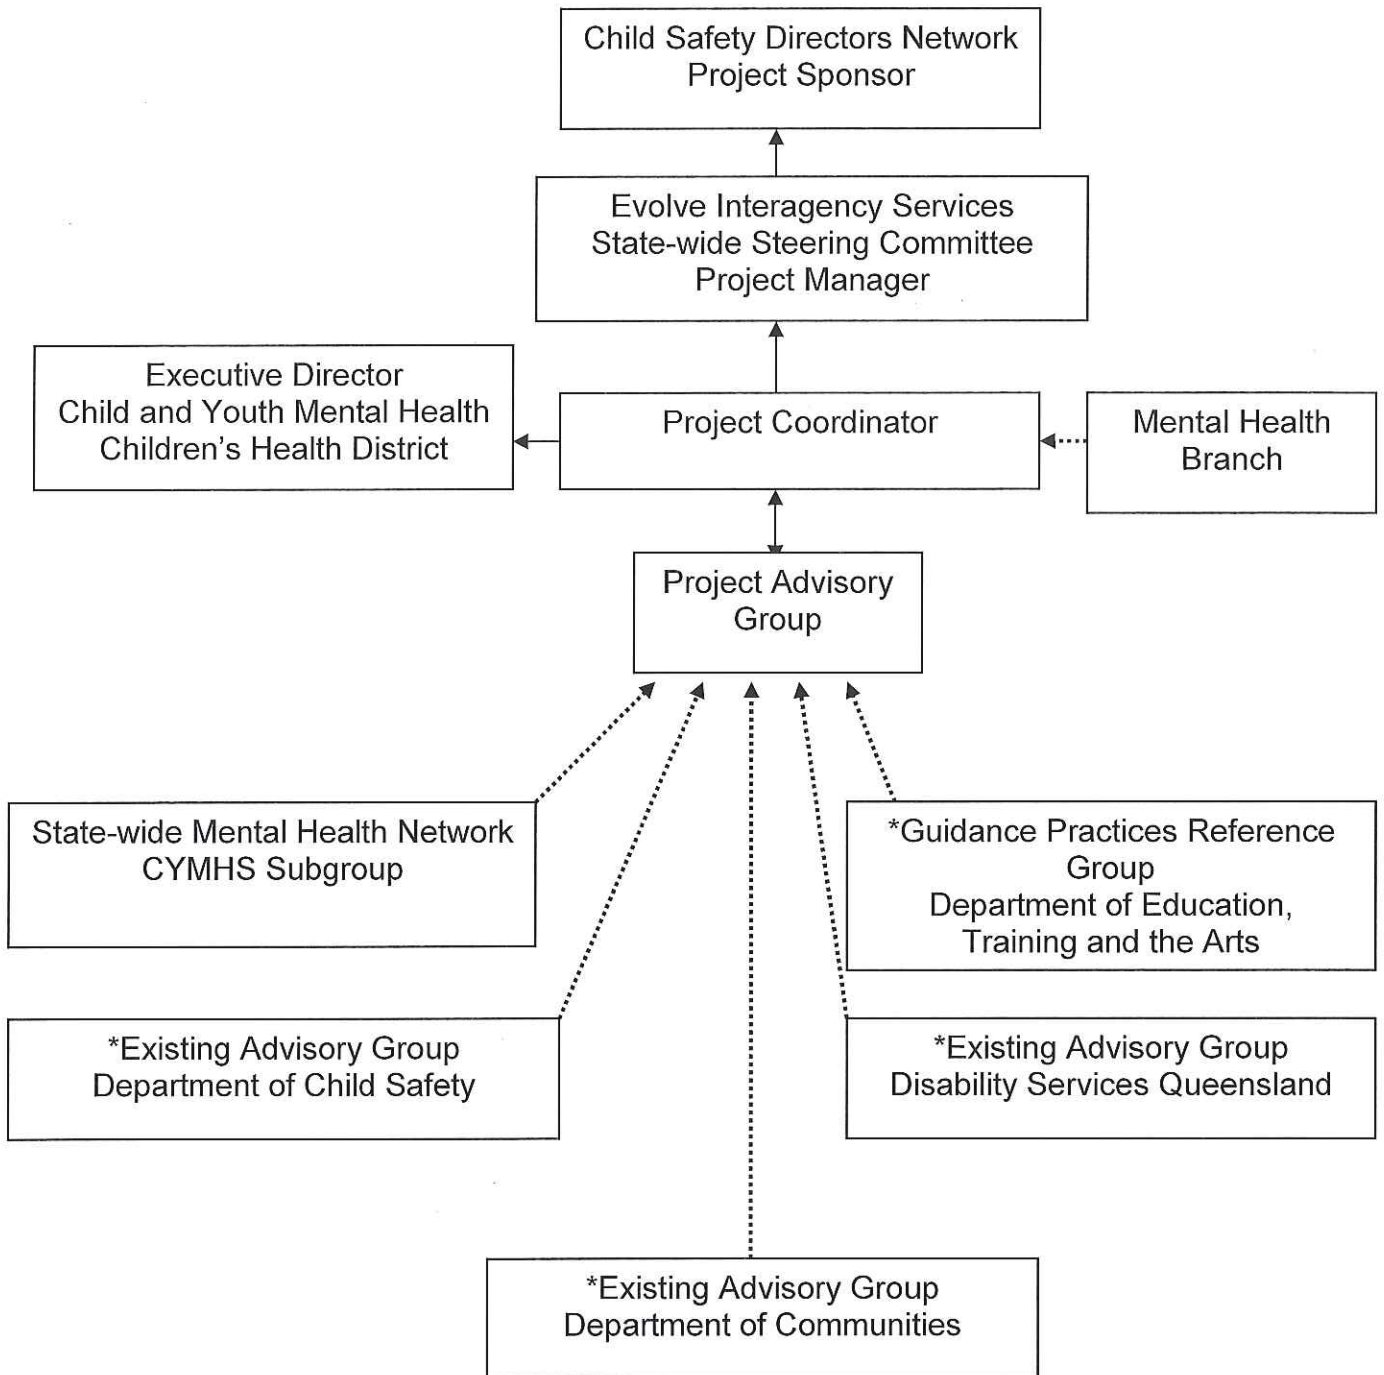 Child Safety Directors Network
Project Sponsor
Evolve Interagency Services
State-wide Steering Committee
Project Manager
Executive Director
Child and Youth Mental Health
Children's Health District
Project Coordinator
Mental Health
Branch
Project Advisory
Group
State-wide Mental Health Network
CYMHS Subgroup
*Guidance Practices Reference
Group
Department of Education,
Training and the Arts
*Existing Advisory Group
Department of Child Safety
*Existing Advisory Group
Disability Services Queensland
*Existing Advisory Group
Department of Communities